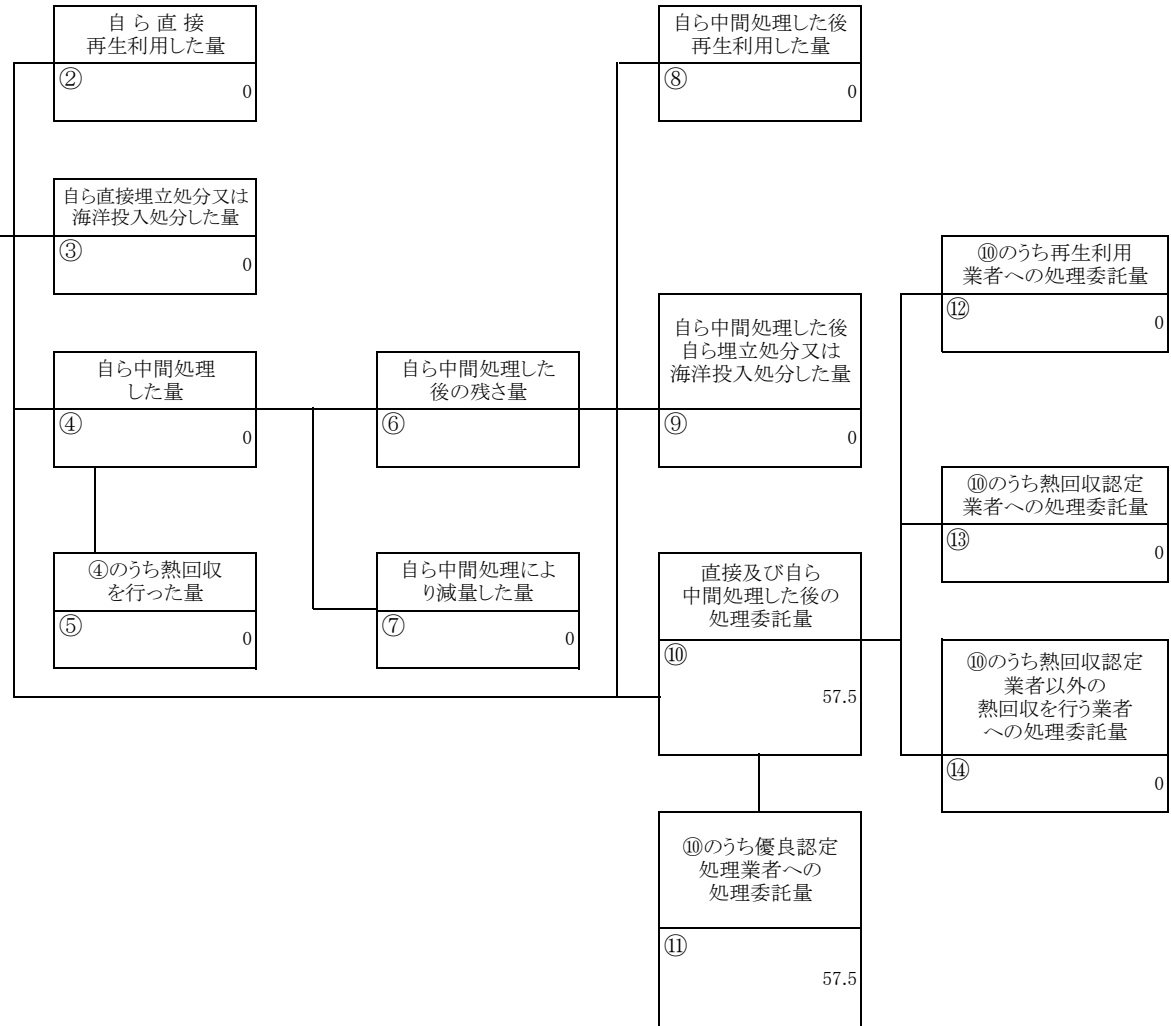 自 ら 直 接
再生利用した量
②
0
自ら中間処理した後
再生利用した量
⑧
0
自ら直接埋立処分又は
海洋投入処分した量
③
0
⑩のうち再生利用
業者への処理委託量
⑫
0
自ら中間処理した後
自ら埋立処分又は
海洋投入処分した量
⑨
0
自ら中間処理
した量
④
0
自ら中間処理した
後の残さ量
⑥
⑩のうち熱回収認定
業者への処理委託量
⑬
0
④のうち熱回収
を行った量
⑤
0
自ら中間処理によ
り減量した量
⑦
0
直接及び自ら
中間処理した後の
処理委託量
⑩
57.5
⑩のうち熱回収認定
業者以外の
熱回収を行う業者
への処理委託量
⑭
0
⑩のうち優良認定
処理業者への
処理委託量
⑪
57.5